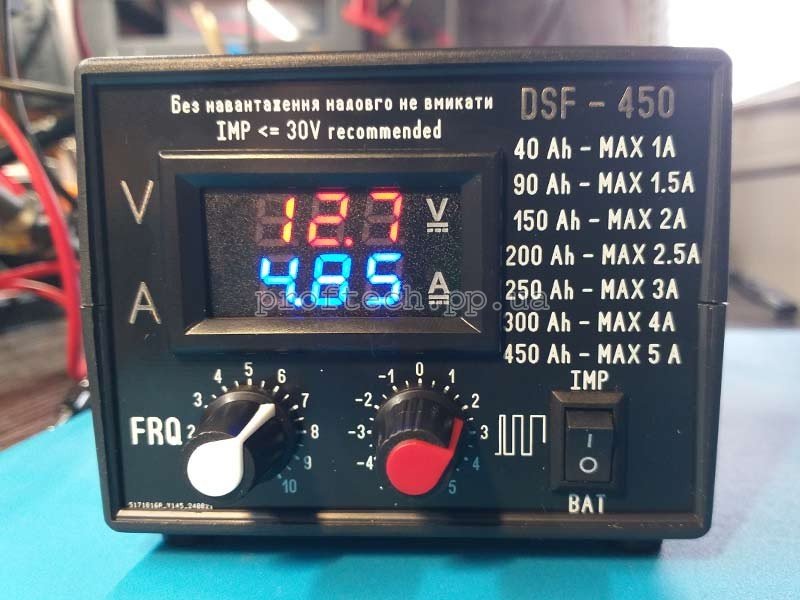 Без навантаження надовго не вмикати
IMP <= 30V recommended
DSF - 450
40 Ah - MAX 1A
90 Ah - MAX 1.5A
150 Ah - MAX 2A
200 Ah - MAX 2.5A
250 Ah - MAX 3A
300 Ah - MAX 4A
450 Ah - MAX 5 A
V
A
12.7 V
4.85 A
proftech.pp.ua
FRQ
2 3 4 5 6 7 8 9 10
-4 -3 -2 -1 0 1 2 3 4 5
IMP
I
O
BAT